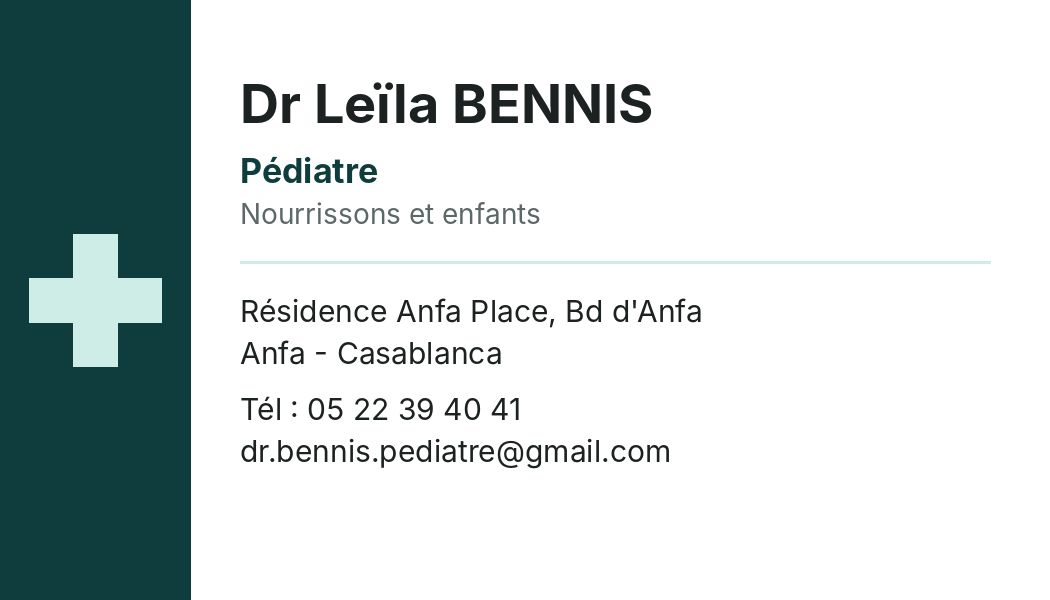 Dr Leïla BENNIS
Pédiatre
Nourrissons et enfants
Résidence Anfa Place, Bd d'Anfa
Anfa - Casablanca
Tél : 05 22 39 40 41
dr.bennis.pediatre@gmail.com